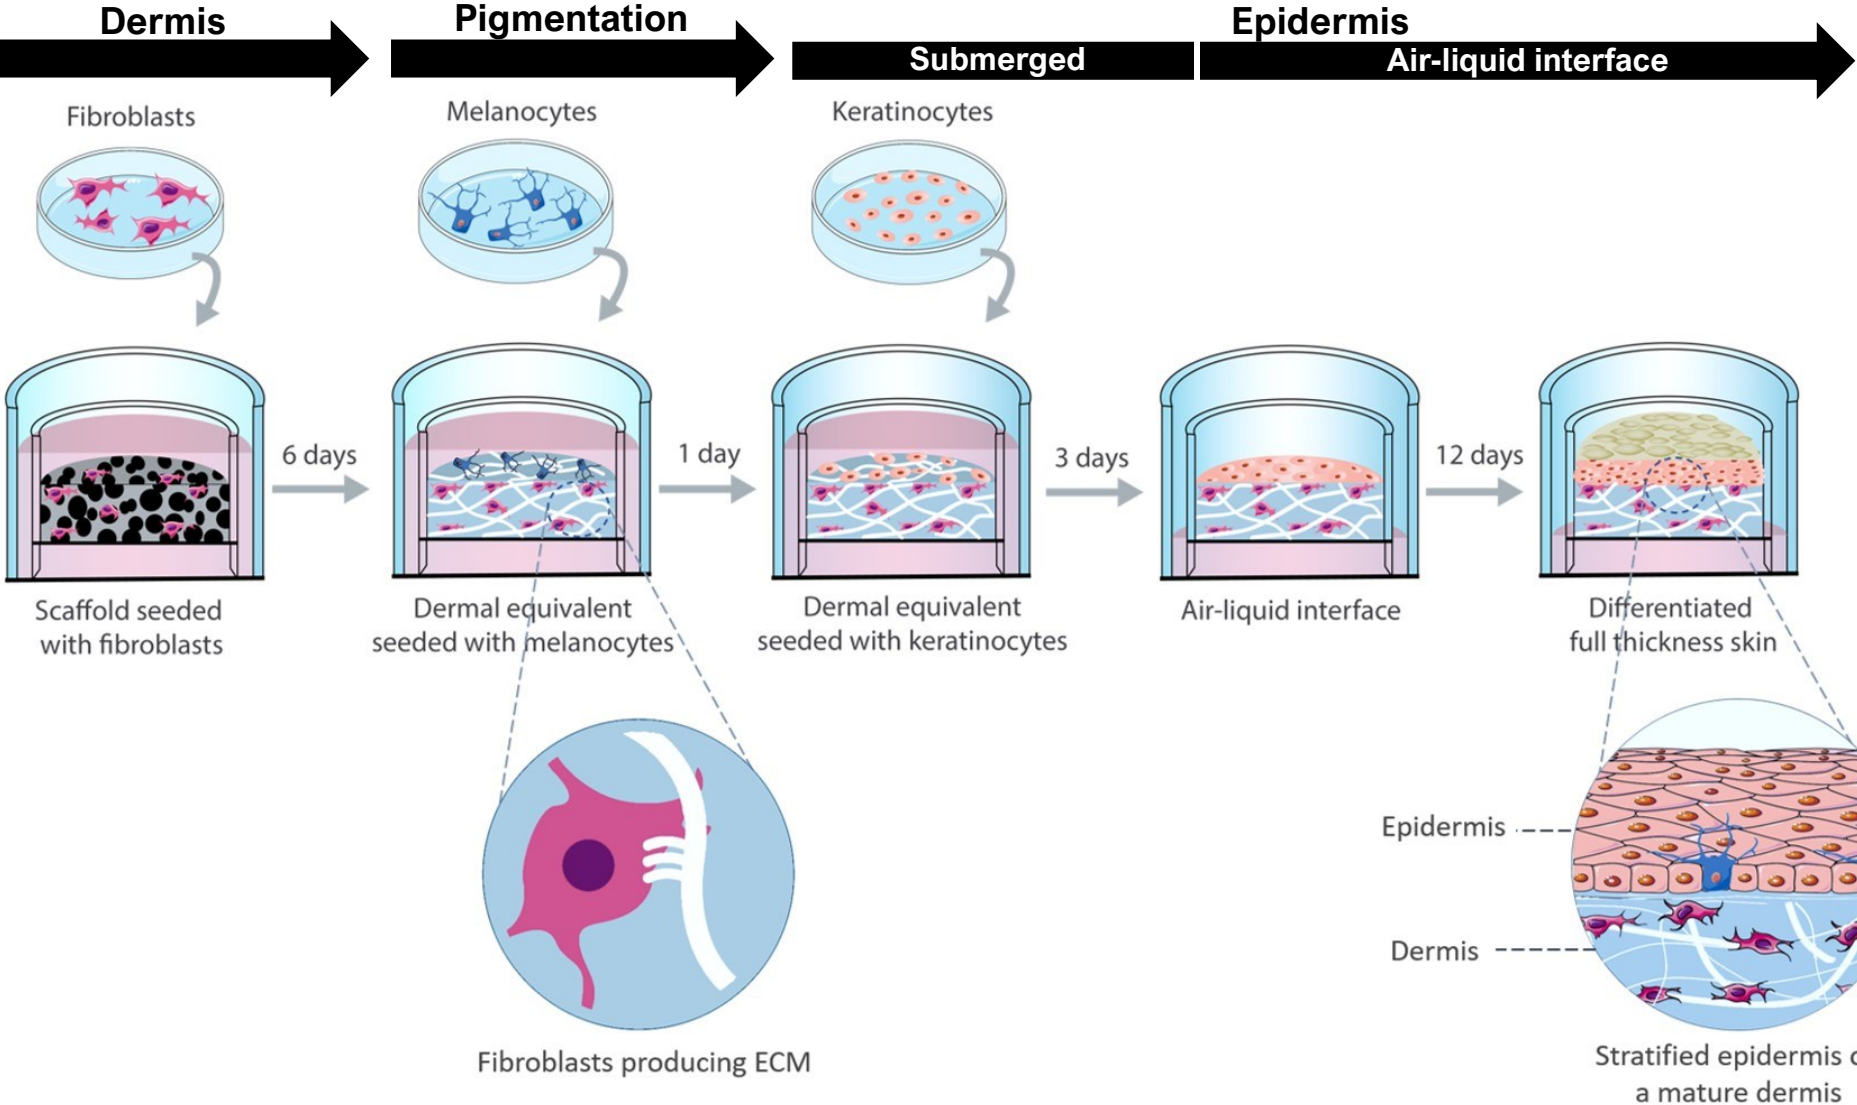 Dermis
Pigmentation
Epidermis
Submerged
Air-liquid interface
Fibroblasts
Melanocytes
Keratinocytes
6 days
1 day
3 days
12 days
Scaffold seeded
with fibroblasts
Dermal equivalent
seeded with melanocytes
Dermal equivalent
seeded with keratinocytes
Air-liquid interface
Differentiated
full thickness skin
Epidermis
Dermis
Fibroblasts producing ECM
Stratified epidermis
a mature dermis